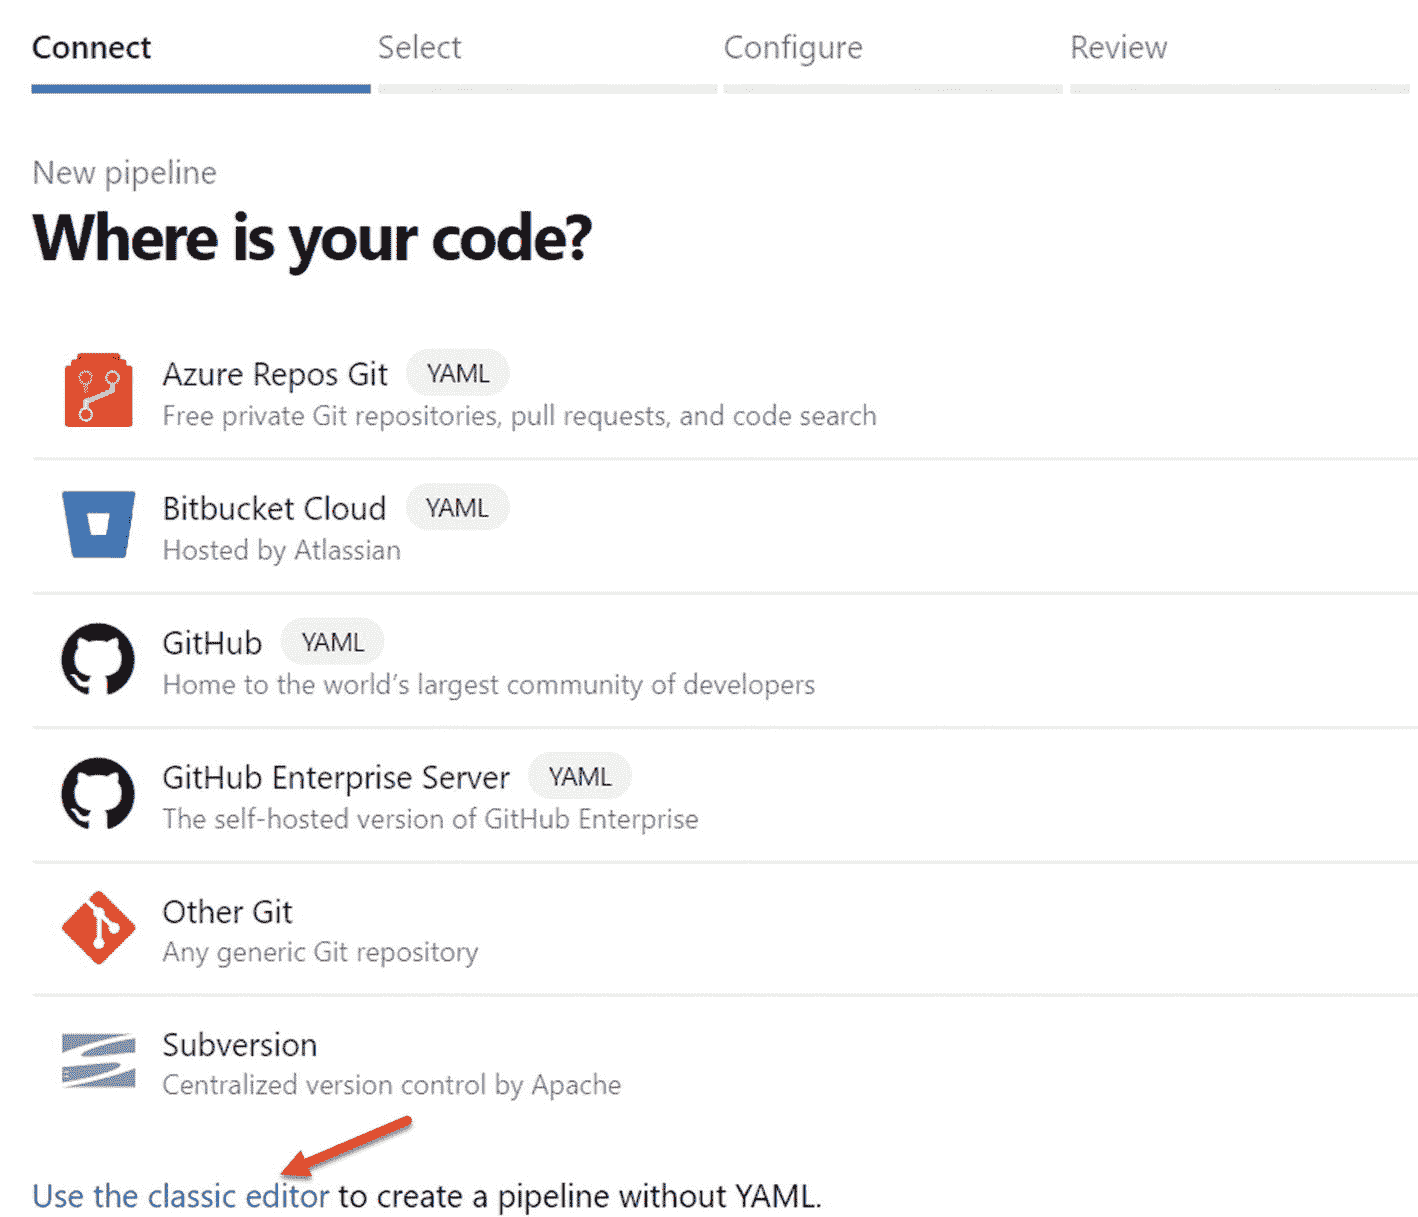 Connect Select Configure Review
New pipeline
Where is your code?
Azure Repos Git YAML
Free private Git repositories, pull requests, and code search
Bitbucket Cloud YAML
Hosted by Atlassian
GitHub YAML
Home to the world’s largest community of developers
GitHub Enterprise Server YAML
The self-hosted version of GitHub Enterprise
Other Git
Any generic Git repository
Subversion
Centralized version control by Apache
Use the classic editor to create a pipeline without YAML.